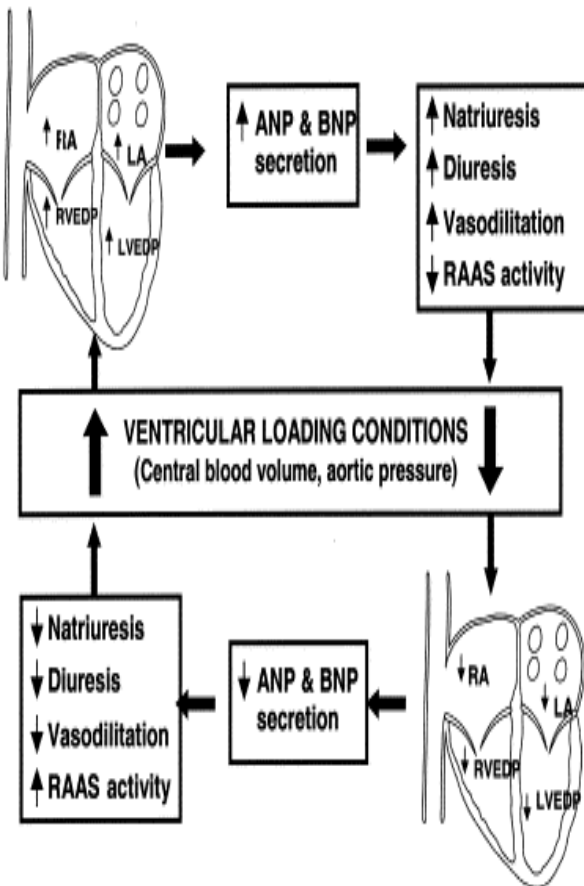 ↑ RA
↑ LA
↑ RVEDP
↑ LVEDP
↑ ANP & BNP
secretion
↑ Natriuresis
↑ Diuresis
↑ Vasodilitation
↓ RAAS activity
VENTRICULAR LOADING CONDITIONS
(Central blood volume, aortic pressure)
↓ Natriuresis
↓ Diuresis
↓ Vasodilitation
↑ RAAS activity
↓ ANP & BNP
secretion
↓ RA
↓ LA
↓ RVEDP
↓ LVEDP